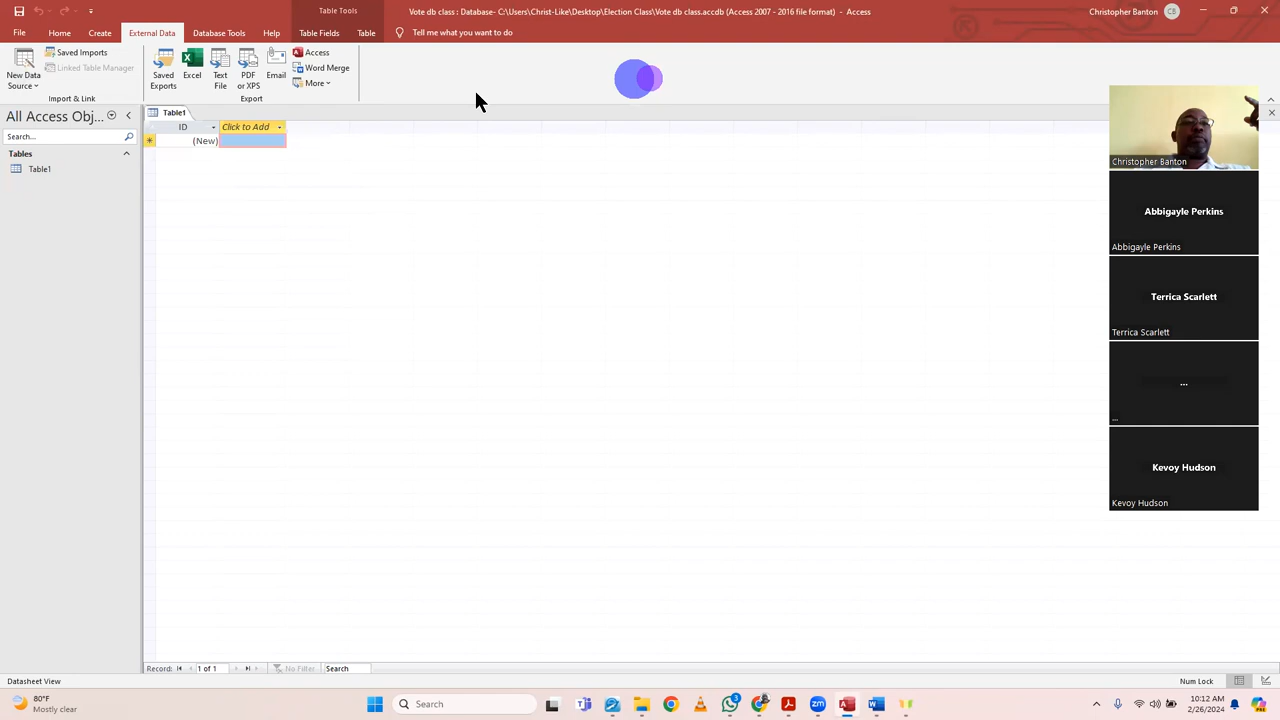 Table Tools
Vote db class : Database- C:\Users\Christ-Like\Desktop\Election Class\Vote db class.accdb (Access 2007 - 2016 file format) - Access
Christopher Banton CB
File Home Create External Data Database Tools Help Table Fields Table Tell me what you want to do
New Data
Source
Saved Imports
Linked Table Manager
Import & Link
Saved
Exports
Excel
Text
File
PDF
or XPS
Email
Access
Word Merge
More
Export
All Access Obj...
Search...
Tables
Table1
Table1
ID Click to Add
(New)
Christopher Banton
Abbigayle Perkins
Abbigayle Perkins
Terrica Scarlett
Terrica Scarlett
...
...
Kevoy Hudson
Kevoy Hudson
Record: 1 of 1 No Filter Search
Datasheet View
Num Lock
80°F
Mostly clear
Search
3
zm
10:12 AM
2/26/2024